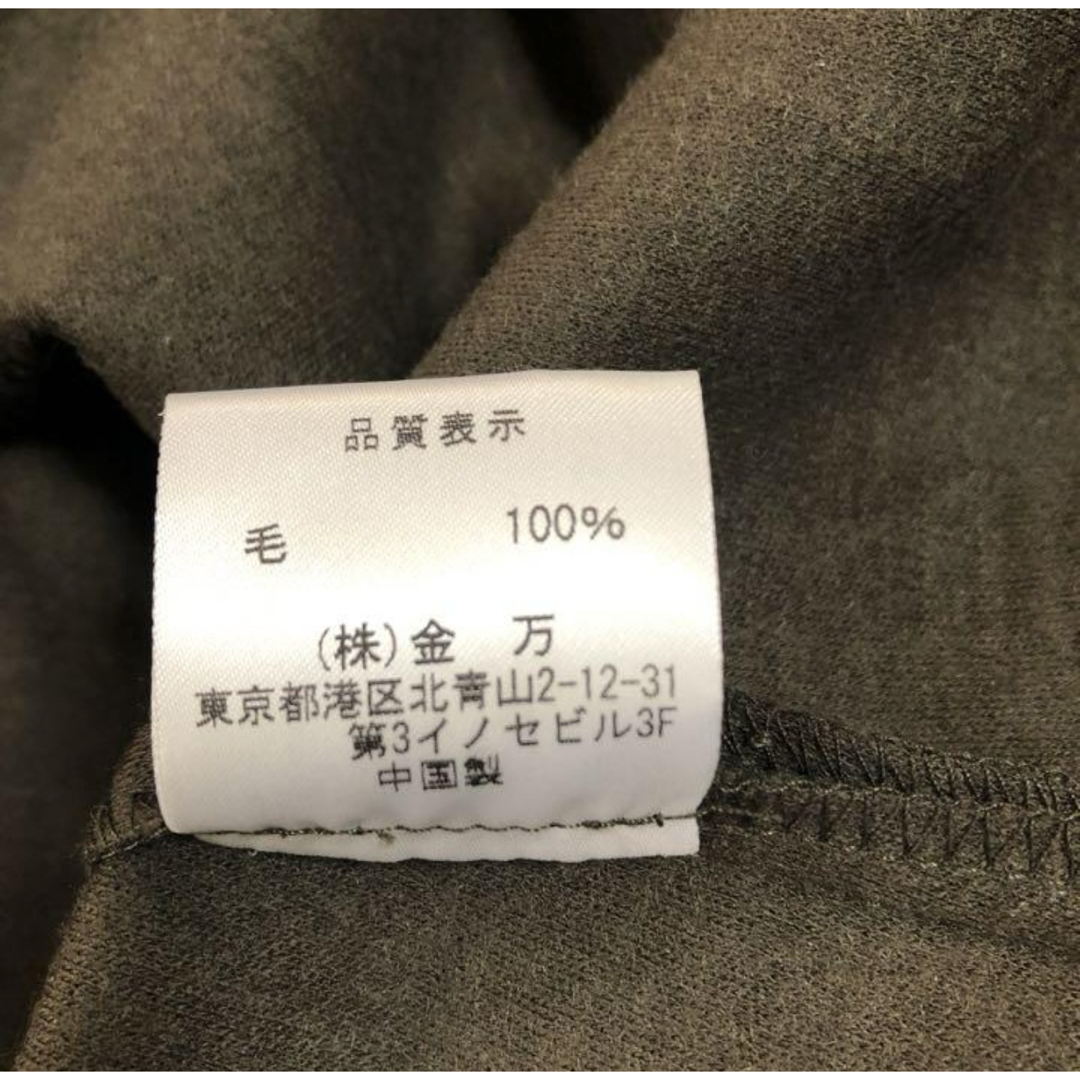 品質表示
毛 100%
(株)金 万
東京都港区北青山2-12-31
第3イノセビル3F
中国製